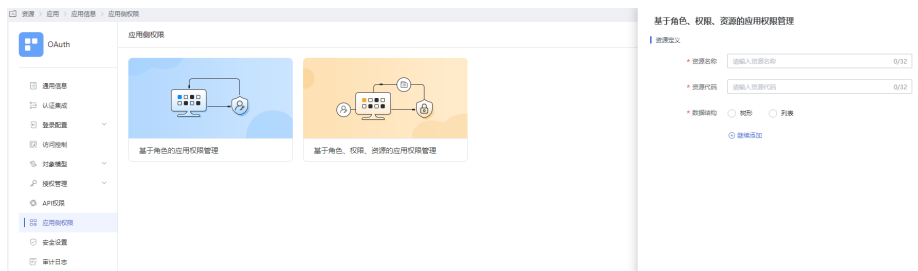 资源 > 应用 > 应用信息 > 应用侧权限
OAuth
通用信息
认证集成
登录配置
访问控制
对象模型
授权管理
API权限
应用侧权限
安全设置
审计日志
应用侧权限
基于角色的应用权限管理
基于角色、权限、资源的应用权限管理
基于角色、权限、资源的应用权限管理
资源定义
* 资源名称 请输入资源名称 0/32
* 资源代码 请输入资源代码 0/32
* 数据结构 树形 列表
继续添加